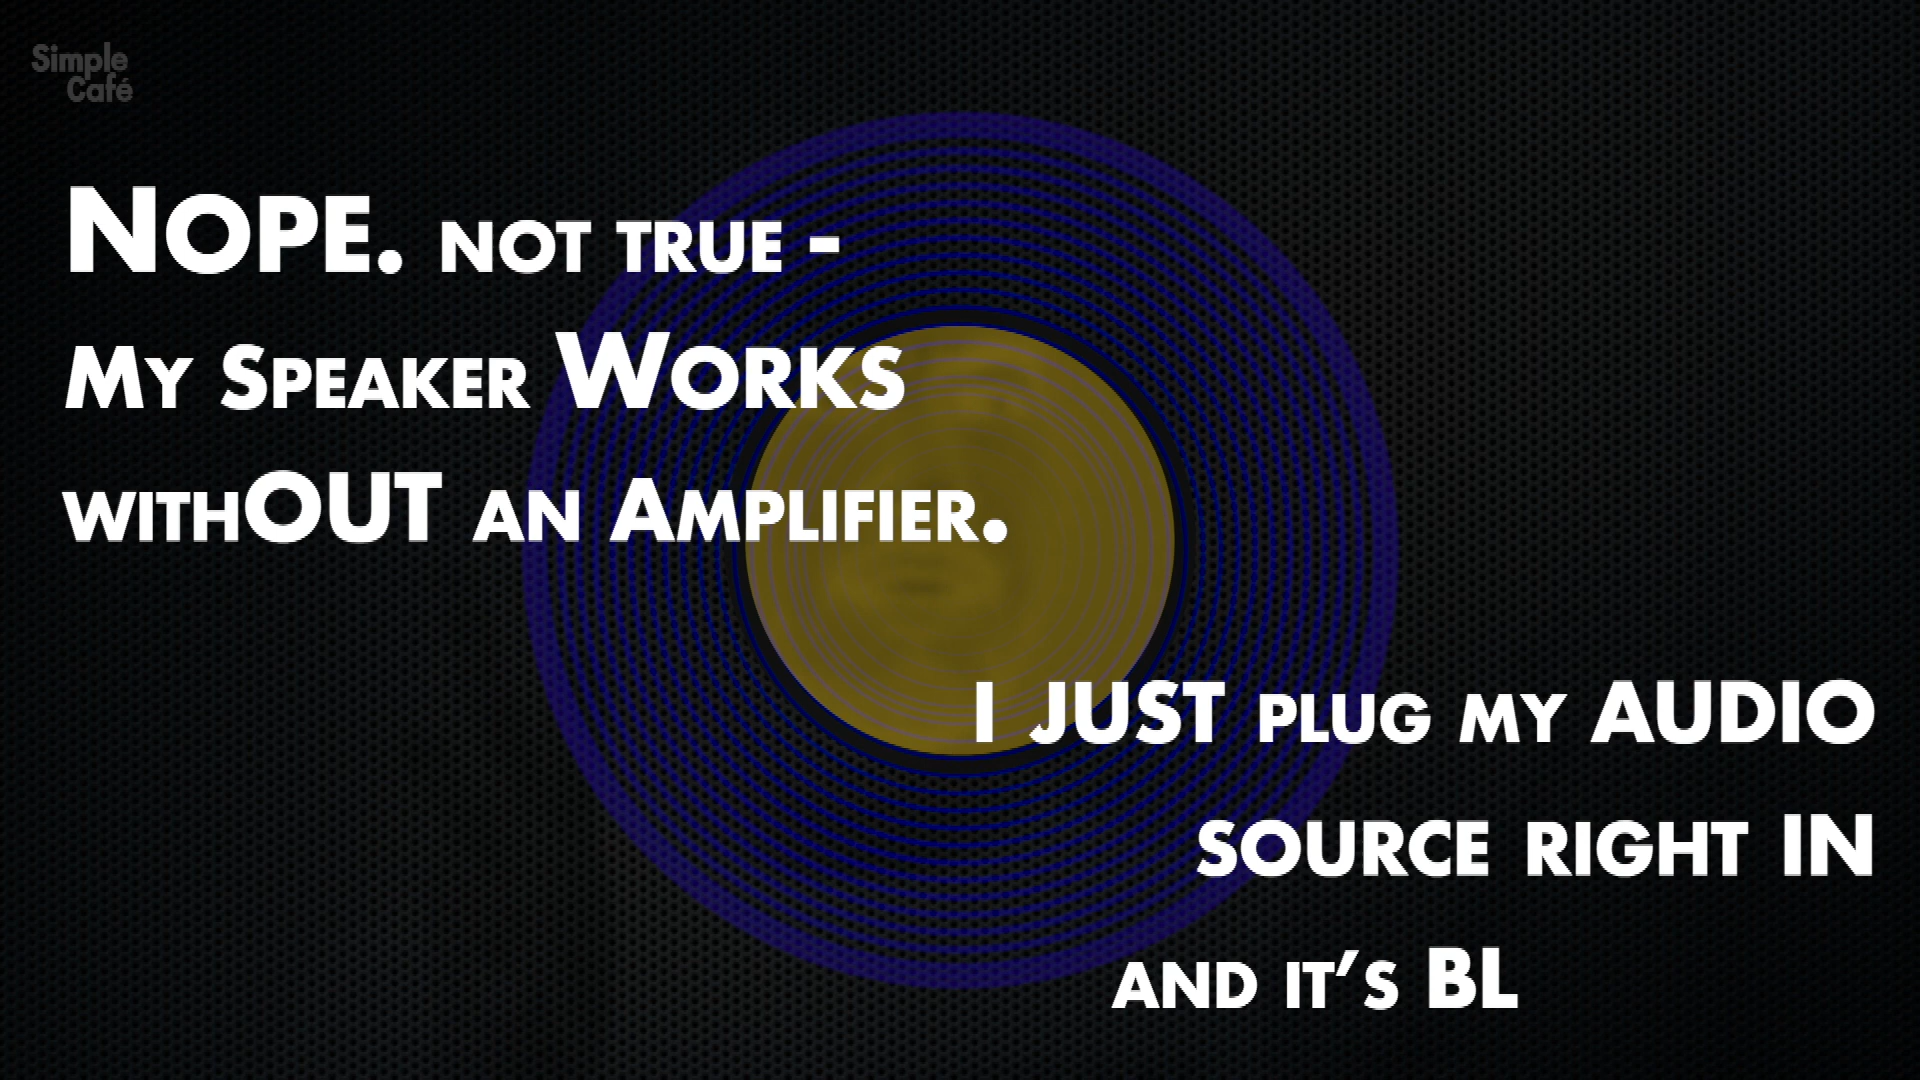 Simple
Café
NOPE. NOT TRUE -
MY SPEAKER WORKS
WITHOUT AN AMPLIFIER.
I JUST PLUG MY AUDIO
SOURCE RIGHT IN
AND IT'S BL